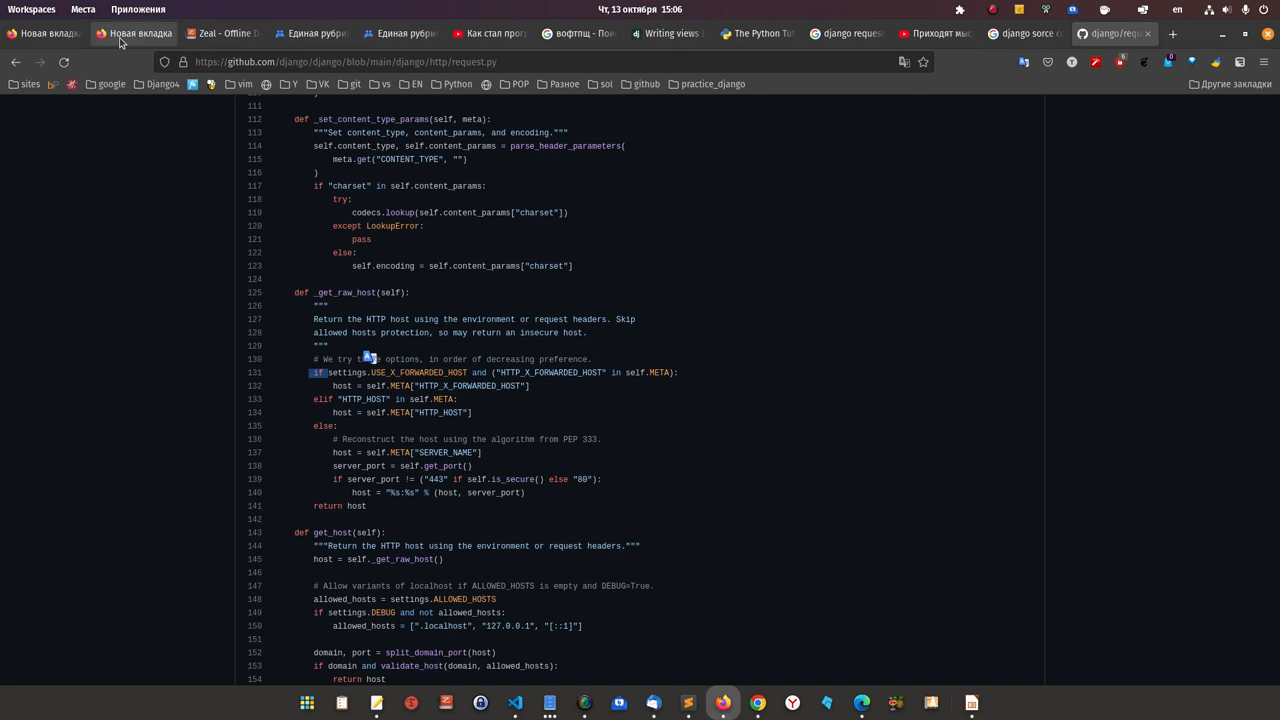 Workspaces Места Приложения Чт, 13 октября 15:06 en
Новая вкладка Новая вкладка Zeal - Offline D Единая рубри Единая рубри Как стал прог вофтпщ - Пои Writing views The Python Tut django request Приходят мыс django sorce c django/requ
https://github.com/django/django/blob/main/django/http/request.py
sites google Django4 vim Y VK git vs EN Python POP Разное sol github practice_django Другие закладки
111
112 def _set_content_type_params(self, meta):
113 """Set content_type, content_params, and encoding."""
114 self.content_type, self.content_params = parse_header_parameters(
115 meta.get("CONTENT_TYPE", "")
116 )
117 if "charset" in self.content_params:
118 try:
119 codecs.lookup(self.content_params["charset"])
120 except LookupError:
121 pass
122 else:
123 self.encoding = self.content_params["charset"]
124
125 def _get_raw_host(self):
126 """
127 Return the HTTP host using the environment or request headers. Skip
128 allowed hosts protection, so may return an insecure host.
129 """
130 # We try options, in order of decreasing preference.
131 if settings.USE_X_FORWARDED_HOST and ("HTTP_X_FORWARDED_HOST" in self.META):
132 host = self.META["HTTP_X_FORWARDED_HOST"]
133 elif "HTTP_HOST" in self.META:
134 host = self.META["HTTP_HOST"]
135 else:
136 # Reconstruct the host using the algorithm from PEP 333.
137 host = self.META["SERVER_NAME"]
138 server_port = self.get_port()
139 if server_port != ("443" if self.is_secure() else "80"):
140 host = "%s:%s" % (host, server_port)
141 return host
142
143 def get_host(self):
144 """Return the HTTP host using the environment or request headers."""
145 host = self._get_raw_host()
146
147 # Allow variants of localhost if ALLOWED_HOSTS is empty and DEBUG=True.
148 allowed_hosts = settings.ALLOWED_HOSTS
149 if settings.DEBUG and not allowed_hosts:
150 allowed_hosts = [".localhost", "127.0.0.1", "[::1]"]
151
152 domain, port = split_domain_port(host)
153 if domain and validate_host(domain, allowed_hosts):
154 return host